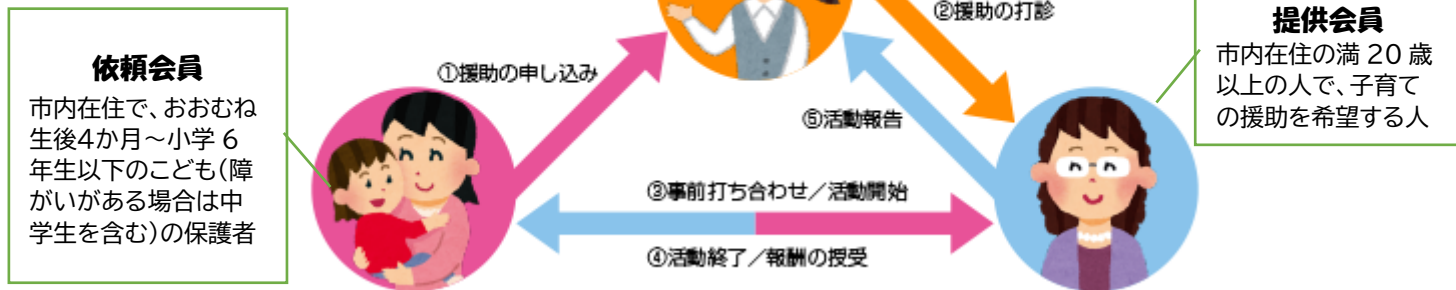 ②援助の打診
提供会員
市内在住の満 20 歳
以上の人で、子育て
の援助を希望する人
依頼会員
市内在住で、おおむね
生後4か月～小学 6
年生以下のこども(障
がいがある場合は中
学生を含む)の保護者
①援助の申し込み
⑤活動報告
③事前打ち合わせ／活動開始
④活動終了／報酬の授受